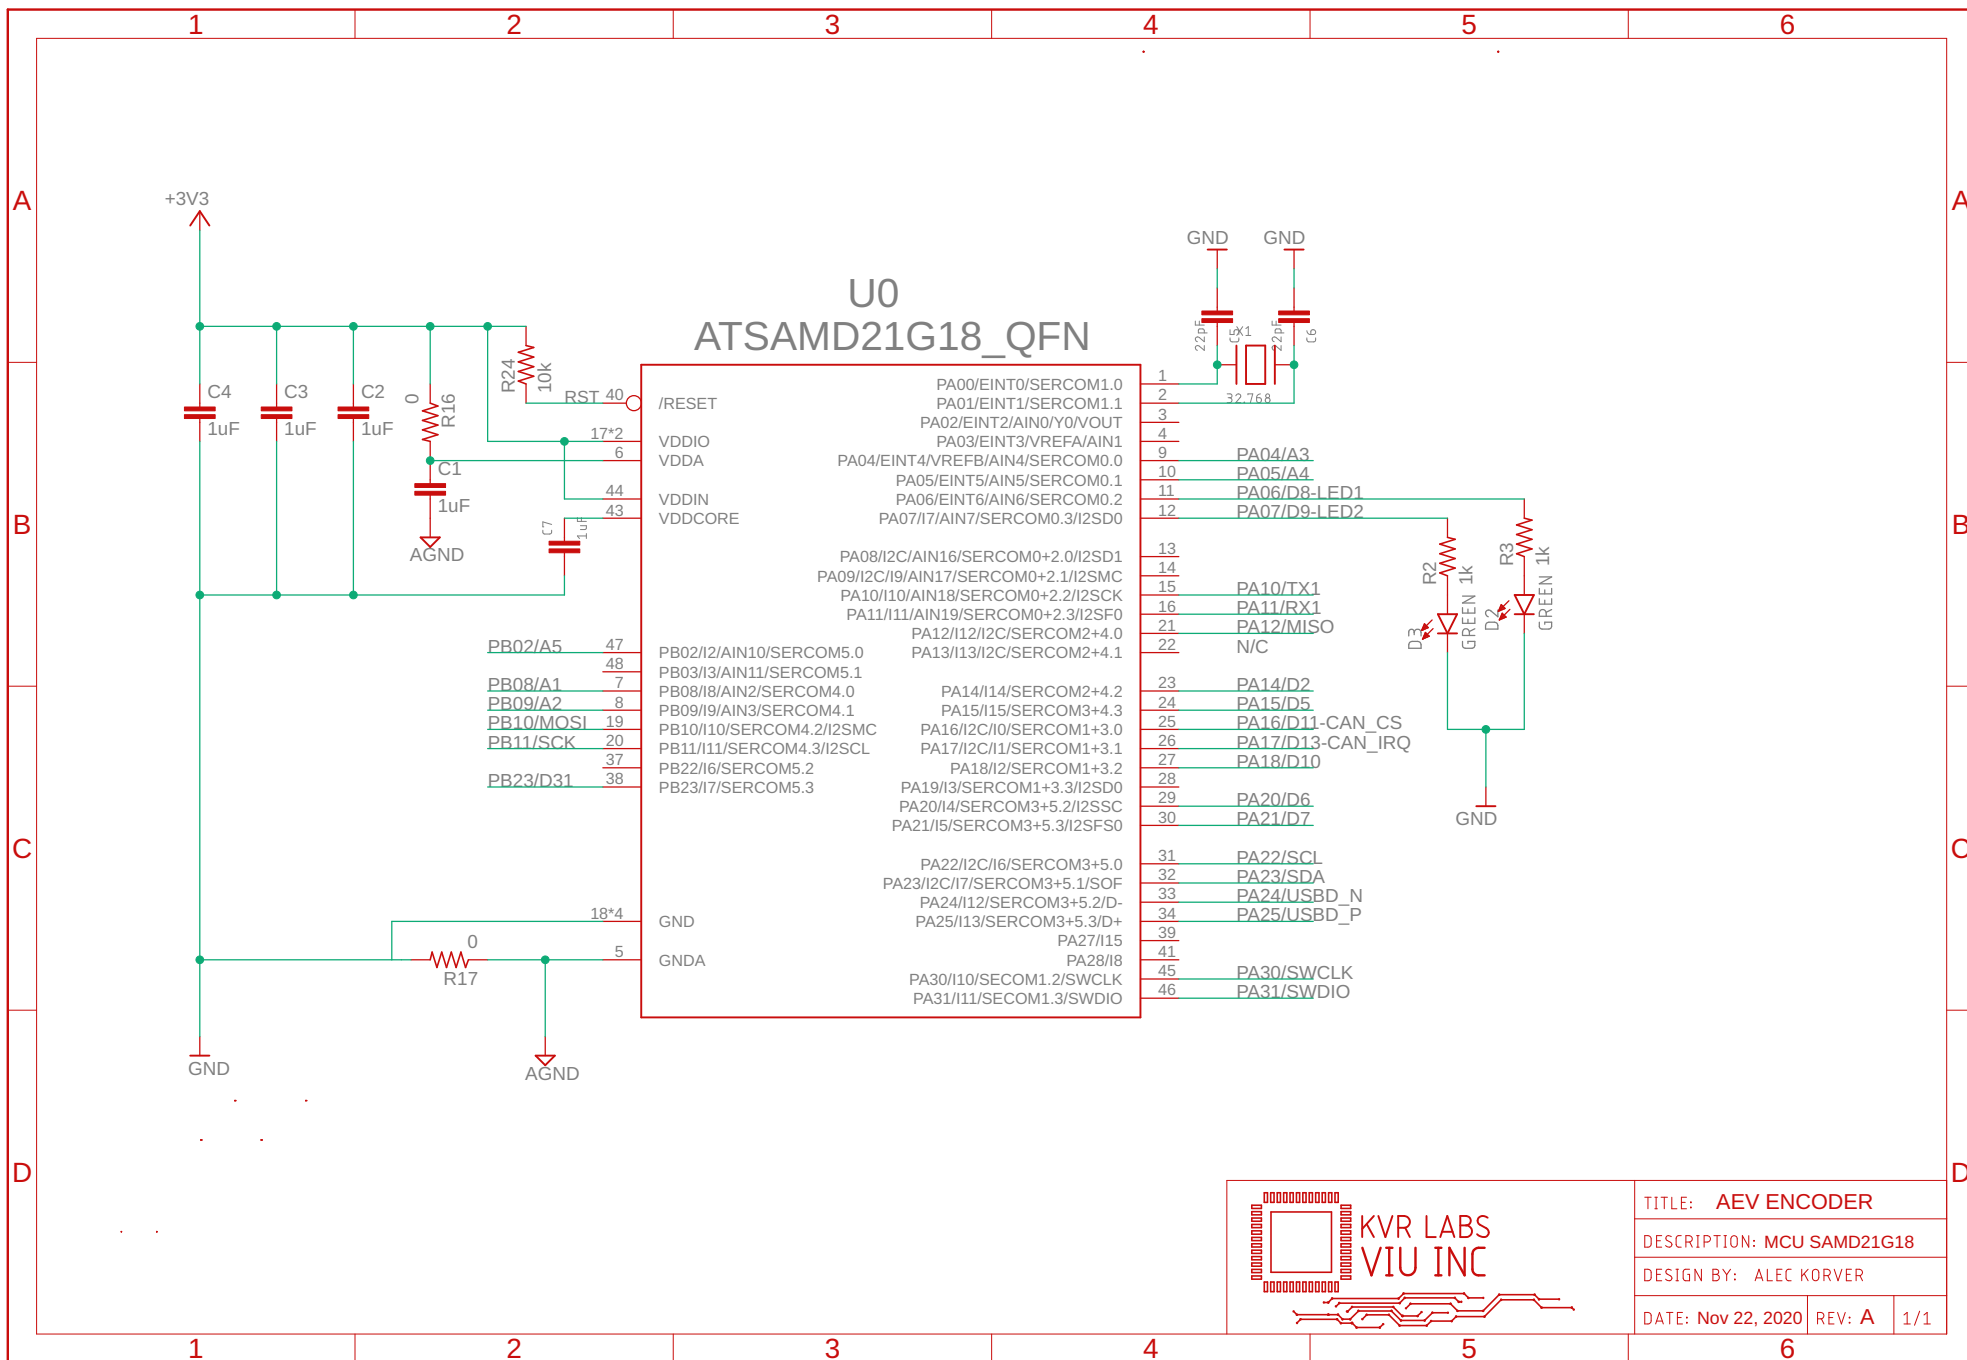 1 2 3 4 5 6
A A
+3V3
GND GND
U0
ATSAMD21G18_QFN
22pF C5 X1 22pF C6
32.768
R24 10k
C4 1uF
C3 1uF
C2 1uF
0 R16
C1 1uF
AGND
C7 1uF
RST 40 /RESET
17*2 VDDIO
6 VDDA
44 VDDIN
43 VDDCORE
B B
PA00/EINT0/SERCOM1.0 1
PA01/EINT1/SERCOM1.1 2
PA02/EINT2/AIN0/Y0/VOUT 3
PA03/EINT3/VREFA/AIN1 4
PA04/EINT4/VREFB/AIN4/SERCOM0.0 9 PA04/A3
PA05/EINT5/AIN5/SERCOM0.1 10 PA05/A4
PA06/EINT6/AIN6/SERCOM0.2 11 PA06/D8-LED1
PA07/I7/AIN7/SERCOM0.3/I2SD0 12 PA07/D9-LED2
PA08/I2C/AIN16/SERCOM0+2.0/I2SD1 13
PA09/I2C/I9/AIN17/SERCOM0+2.1/I2SMC 14
PA10/I10/AIN18/SERCOM0+2.2/I2SCK 15 PA10/TX1
PA11/I11/AIN19/SERCOM0+2.3/I2SF0 16 PA11/RX1
PA12/I12/I2C/SERCOM2+4.0 21 PA12/MISO
PA13/I13/I2C/SERCOM2+4.1 22 N/C
R2 1k
R3 1k
D3 GREEN
D2 GREEN
GND
PB02/A5 47 PB02/I2/AIN10/SERCOM5.0
48 PB03/I3/AIN11/SERCOM5.1
PB08/A1 7 PB08/I8/AIN2/SERCOM4.0
PB09/A2 8 PB09/I9/AIN3/SERCOM4.1
PB10/MOSI 19 PB10/I10/SERCOM4.2/I2SMC
PB11/SCK 20 PB11/I11/SERCOM4.3/I2SCL
37 PB22/I6/SERCOM5.2
PB23/D31 38 PB23/I7/SERCOM5.3
PA14/I14/SERCOM2+4.2 23 PA14/D2
PA15/I15/SERCOM3+4.3 24 PA15/D5
PA16/I2C/I0/SERCOM1+3.0 25 PA16/D11-CAN_CS
PA17/I2C/I1/SERCOM1+3.1 26 PA17/D13-CAN_IRQ
PA18/I2/SERCOM1+3.2 27 PA18/D10
PA19/I3/SERCOM1+3.3/I2SD0 28
PA20/I4/SERCOM3+5.2/I2SSC 29 PA20/D6
PA21/I5/SERCOM3+5.3/I2SFS0 30 PA21/D7
C C
PA22/I2C/I6/SERCOM3+5.0 31 PA22/SCL
PA23/I2C/I7/SERCOM3+5.1/SOF 32 PA23/SDA
PA24/I12/SERCOM3+5.2/D- 33 PA24/USBD_N
PA25/I13/SERCOM3+5.3/D+ 34 PA25/USBD_P
PA27/I15 39
PA28/I8 41
PA30/I10/SECOM1.2/SWCLK 45 PA30/SWCLK
PA31/I11/SECOM1.3/SWDIO 46 PA31/SWDIO
18*4 GND
5 GNDA
0
R17
GND
AGND
D D
KVR LABS
VIU INC
TITLE: AEV ENCODER
DESCRIPTION: MCU SAMD21G18
DESIGN BY: ALEC KORVER
DATE: Nov 22, 2020 REV: A 1/1
1 2 3 4 5 6